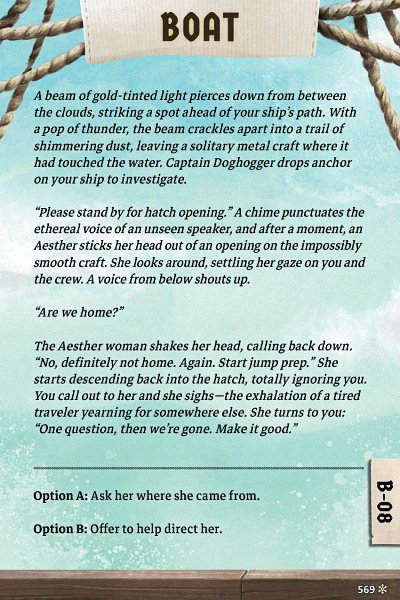 BOAT
A beam of gold-tinted light pierces down from between
the clouds, striking a spot ahead of your ship's path. With
a pop of thunder, the beam crackles apart into a trail of
shimmering dust, leaving a solitary metal craft where it
had touched the water. Captain Doghogger drops anchor
on your ship to investigate.
“Please stand by for hatch opening.” A chime punctuates the
ethereal voice of an unseen speaker, and after a moment, an
Aesther sticks her head out of an opening on the impossibly
smooth craft. She looks around, settling her gaze on you and
the crew. A voice from below shouts up.
“Are we home?”
The Aesther woman shakes her head, calling back down.
“No, definitely not home. Again. Start jump prep.” She
starts descending back into the hatch, totally ignoring you.
You call out to her and she sighs—the exhalation of a tired
traveler yearning for somewhere else. She turns to you:
“One question, then we're gone. Make it good.”
Option A: Ask her where she came from.
Option B: Offer to help direct her.
B-08
569